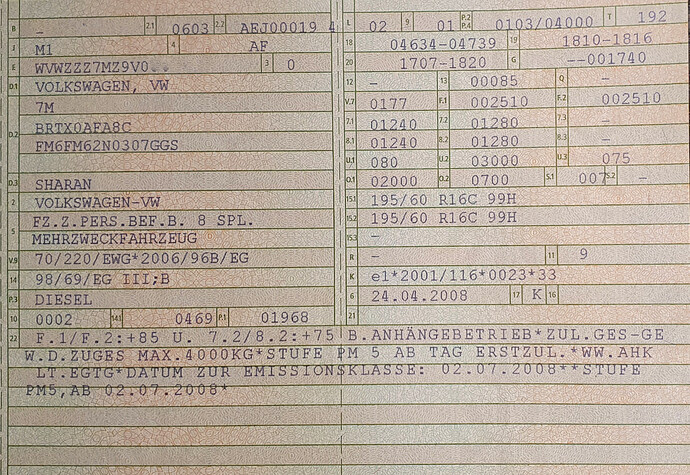 B - 2.1 0603 2.2 AEJ00019 4 L 02 9 01 P.2 P.4 0103/04000 T 192
J M1 4 AF 18 04634-04739 19 1810-1816
E WVWZZZ7MZ9V0 3 0 20 1707-1820 G --001740
D.1 VOLKSWAGEN, VW 12 - 13 00085 Q -
7M V.7 0177 F.1 002510 F.2 002510
D.2 BRTX0AFA8C 7.1 01240 7.2 01280 7.3 -
FM6FM62N0307GGS 8.1 01240 8.2 01280 8.3 -
U.1 080 U.2 03000 U.3 075
D.3 SHARAN O.1 02000 O.2 0700 S.1 007 S.2 -
2 VOLKSWAGEN-VW 15.1 195/60 R16C 99H
5 FZ.Z.PERS.BEF.B. 8 SPL. 15.2 195/60 R16C 99H
MEHRZWECKFAHRZEUG 15.3 -
V.9 70/220/EWG*2006/96B/EG R - 11 9
14 98/69/EG III;B K e1*2001/116*0023*33
P.3 DIESEL 6 24.04.2008 17 K 16
10 0002 14.1 0469 P.1 01968 21
22 F.1/F.2:+85 U. 7.2/8.2:+75 B.ANHÄNGEBETRIEB*ZUL.GES-GE
W.D.ZUGES MAX.4000KG*STUFE PM 5 AB TAG ERSTZUL.*WW.AHK
LT.EGTG*DATUM ZUR EMISSIONSKLASSE: 02.07.2008**STUFE
PM5,AB 02.07.2008*